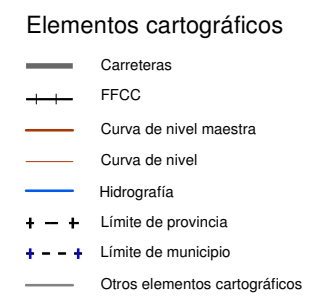 Elementos cartográficos
Carreteras
FFCC
Curva de nivel maestra
Curva de nivel
Hidrografía
Límite de provincia
Límite de municipio
Otros elementos cartográficos